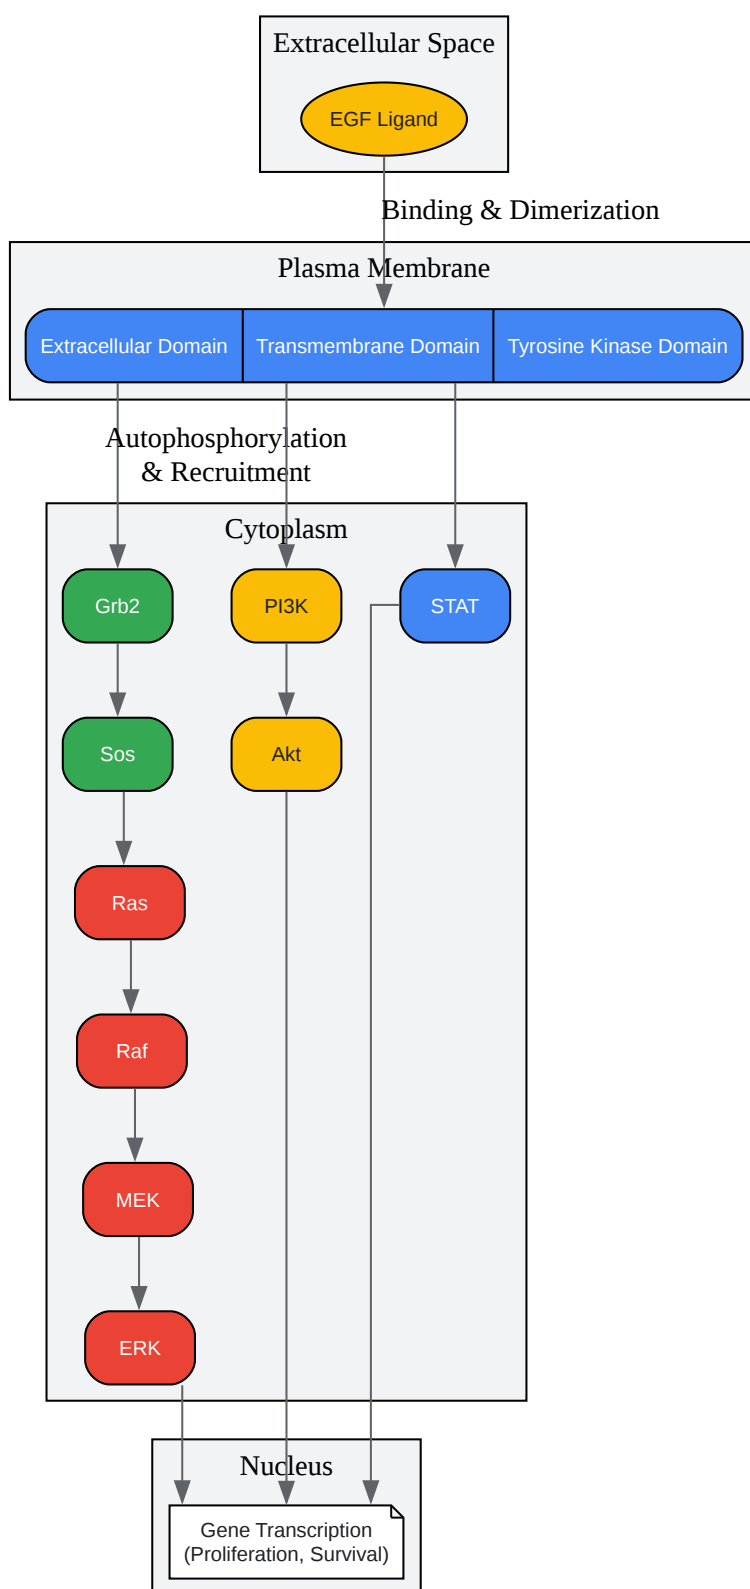 Extracellular Space
EGF Ligand
Binding & Dimerization
Plasma Membrane
Extracellular Domain
Transmembrane Domain
Tyrosine Kinase Domain
Autophosphorylation
& Recruitment
Cytoplasm
Grb2
PI3K
STAT
Sos
Akt
Ras
Raf
MEK
ERK
Nucleus
Gene Transcription
(Proliferation, Survival)